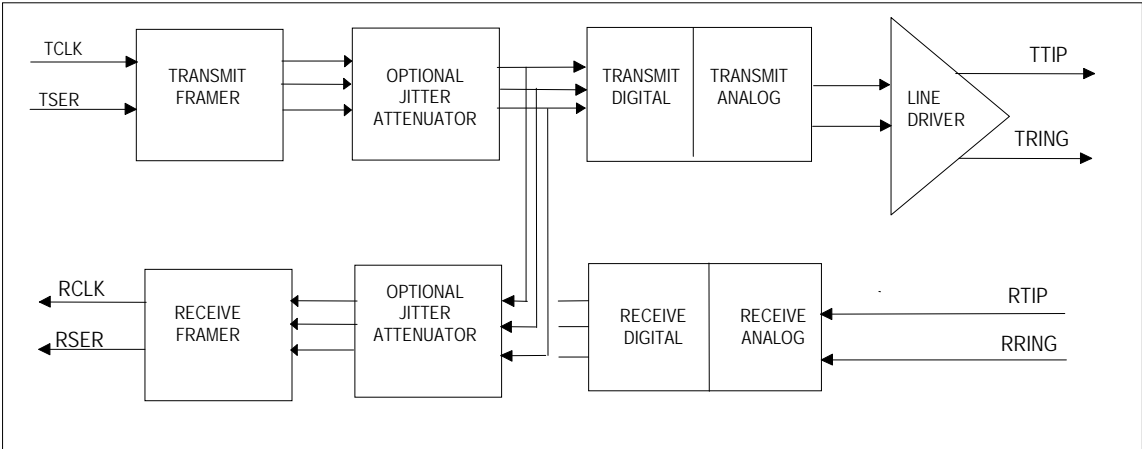 TCLK
TSER
TRANSMIT
FRAMER
OPTIONAL
JITTER
ATTENUATOR
TRANSMIT
DIGITAL
TRANSMIT
ANALOG
LINE
DRIVER
TTIP
TRING
RCLK
RSER
RECEIVE
FRAMER
OPTIONAL
JITTER
ATTENUATOR
RECEIVE
DIGITAL
RECEIVE
ANALOG
RTIP
RRING